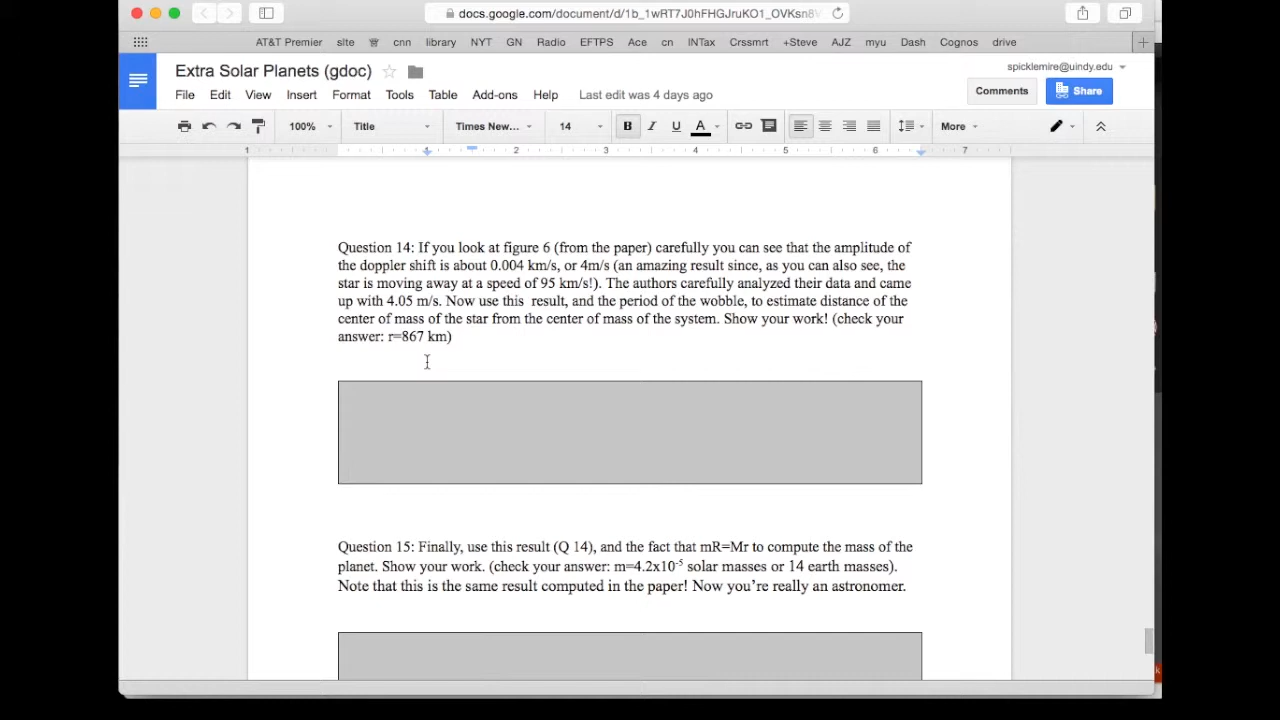 docs.google.com/document/d/1b_1wRT7J0hFHGJruKO1_OVKsn8V
AT&T Premier site cnn library NYT GN Radio EFTPS Ace cn INTax Crssmrt +Steve AJZ myu Dash Cognos drive
Extra Solar Planets (gdoc)
spicklemire@uindy.edu
File Edit View Insert Format Tools Table Add-ons Help Last edit was 4 days ago
Comments Share
100% Title Times New... 14 B I U A More
1 1 2 3 4 5 6 7
Question 14: If you look at figure 6 (from the paper) carefully you can see that the amplitude of
the doppler shift is about 0.004 km/s, or 4m/s (an amazing result since, as you can also see, the
star is moving away at a speed of 95 km/s!). The authors carefully analyzed their data and came
up with 4.05 m/s. Now use this result, and the period of the wobble, to estimate distance of the
center of mass of the star from the center of mass of the system. Show your work! (check your
answer: r=867 km)
Question 15: Finally, use this result (Q 14), and the fact that mR=Mr to compute the mass of the
planet. Show your work. (check your answer: m=4.2x10⁻⁵ solar masses or 14 earth masses).
Note that this is the same result computed in the paper! Now you're really an astronomer.